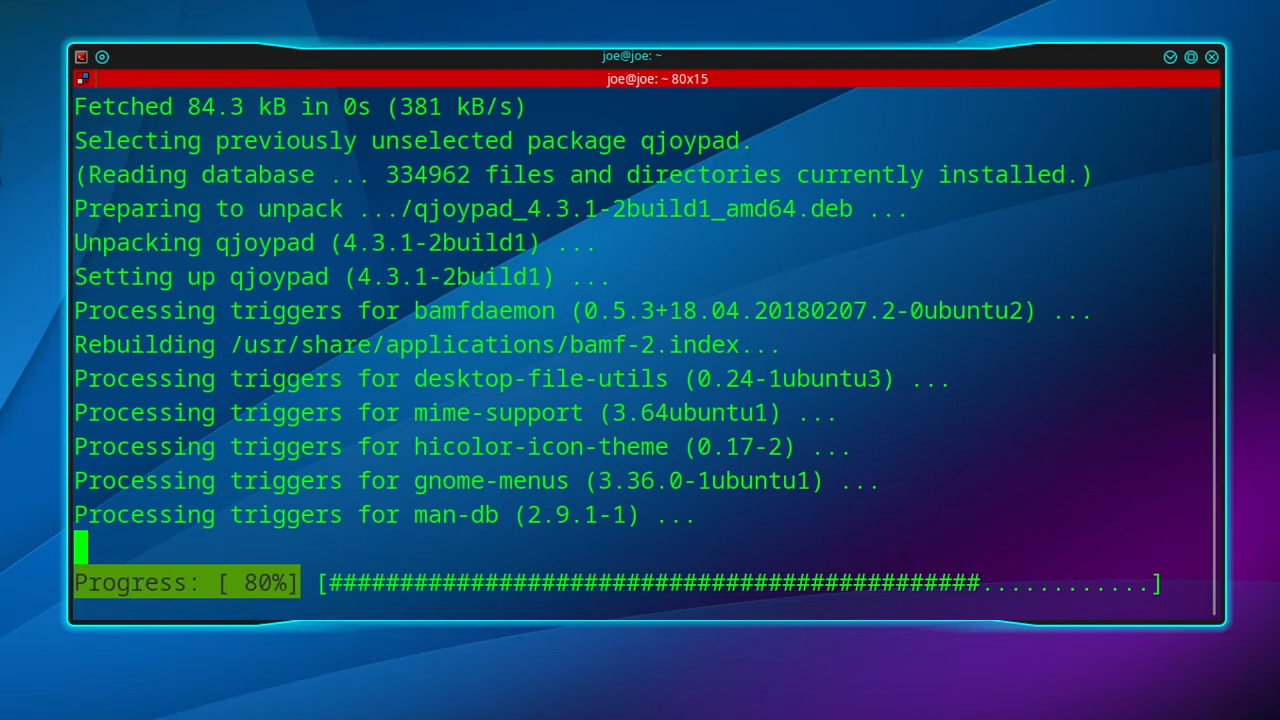 joe@joe: ~
joe@joe: ~ 80x15
Fetched 84.3 kB in 0s (381 kB/s)
Selecting previously unselected package qjoypad.
(Reading database ... 334962 files and directories currently installed.)
Preparing to unpack .../qjoypad_4.3.1-2build1_amd64.deb ...
Unpacking qjoypad (4.3.1-2build1) ...
Setting up qjoypad (4.3.1-2build1) ...
Processing triggers for bamfdaemon (0.5.3+18.04.20180207.2-0ubuntu2) ...
Rebuilding /usr/share/applications/bamf-2.index...
Processing triggers for desktop-file-utils (0.24-1ubuntu3) ...
Processing triggers for mime-support (3.64ubuntu1) ...
Processing triggers for hicolor-icon-theme (0.17-2) ...
Processing triggers for gnome-menus (3.36.0-1ubuntu1) ...
Processing triggers for man-db (2.9.1-1) ...
Progress: [ 80%] [##############################################............]